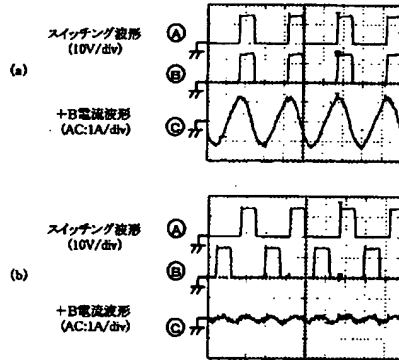 スイッチング波形
(10V/div)
Ⓐ
(a)
Ⓑ
+B電流波形
(AC:1A/div)
Ⓒ
スイッチング波形
(10V/div)
Ⓐ
(b)
Ⓑ
+B電流波形
(AC:1A/div)
Ⓒ